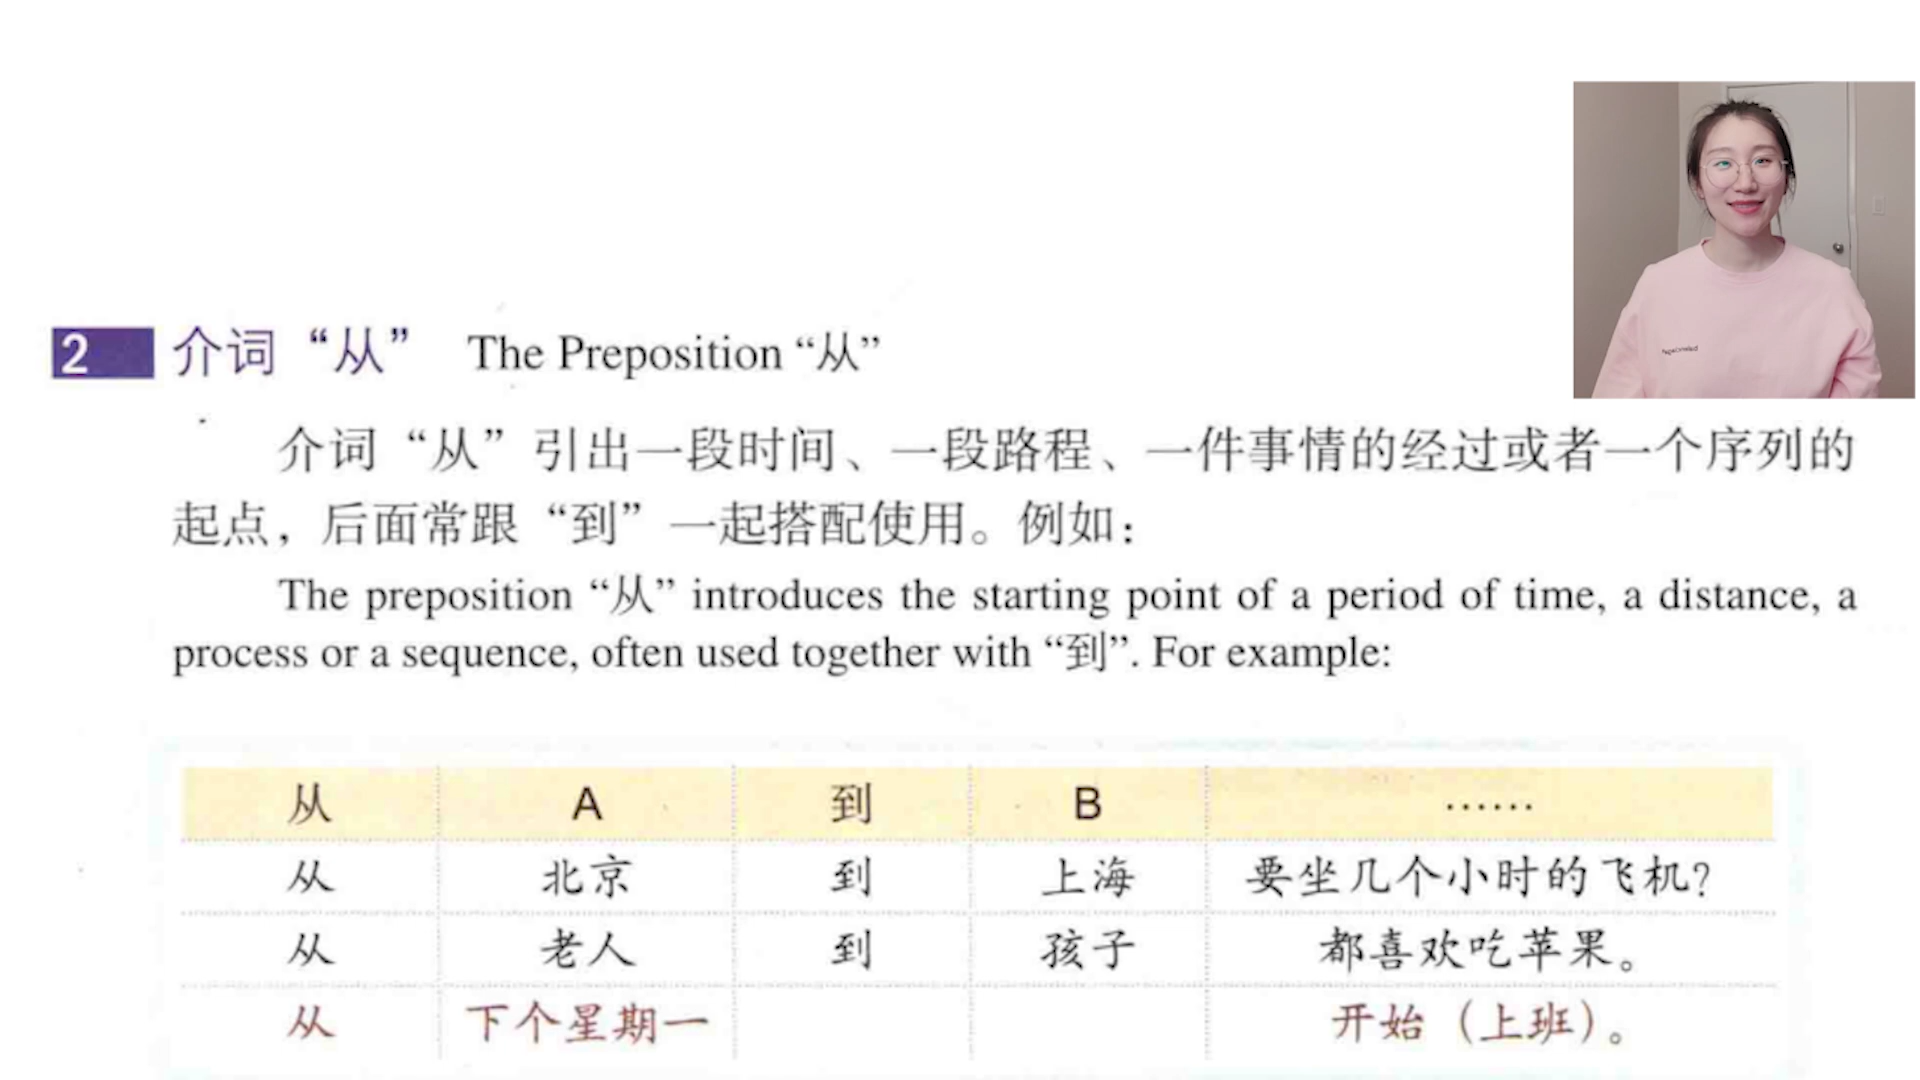 2 介词“从” The Preposition “从”
介词“从”引出一段时间、一段路程、一件事情的经过或者一个序列的
起点，后面常跟“到”一起搭配使用。例如：
The preposition “从” introduces the starting point of a period of time, a distance, a
process or a sequence, often used together with “到”. For example:
从 A 到 B ……
从 北京 到 上海 要坐几个小时的飞机？
从 老人 到 孩子 都喜欢吃苹果。
从 下个星期一 开始（上班）。